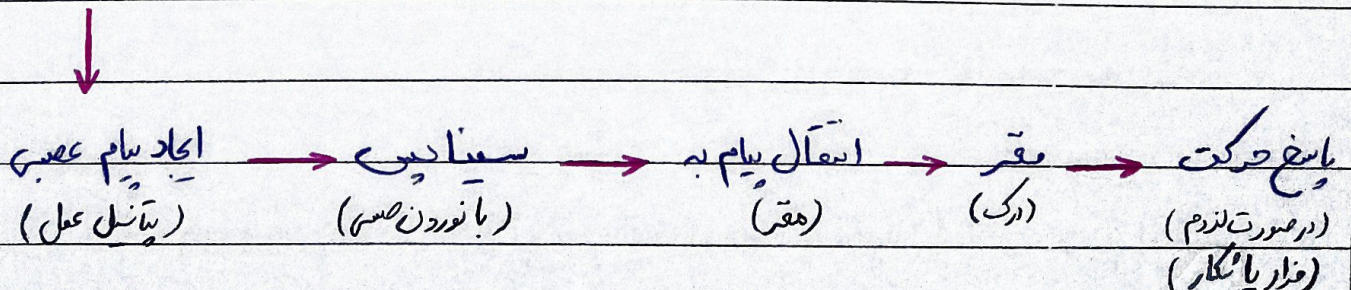 ایجاد پیام عصبی → سیناپس → انتقال پیام به → مغز → پاسخ حرکت
(پتانسیل عمل) (با نورون حسی) (مغز) (درک) (در صورت لزوم)
(فرار یا شکار)